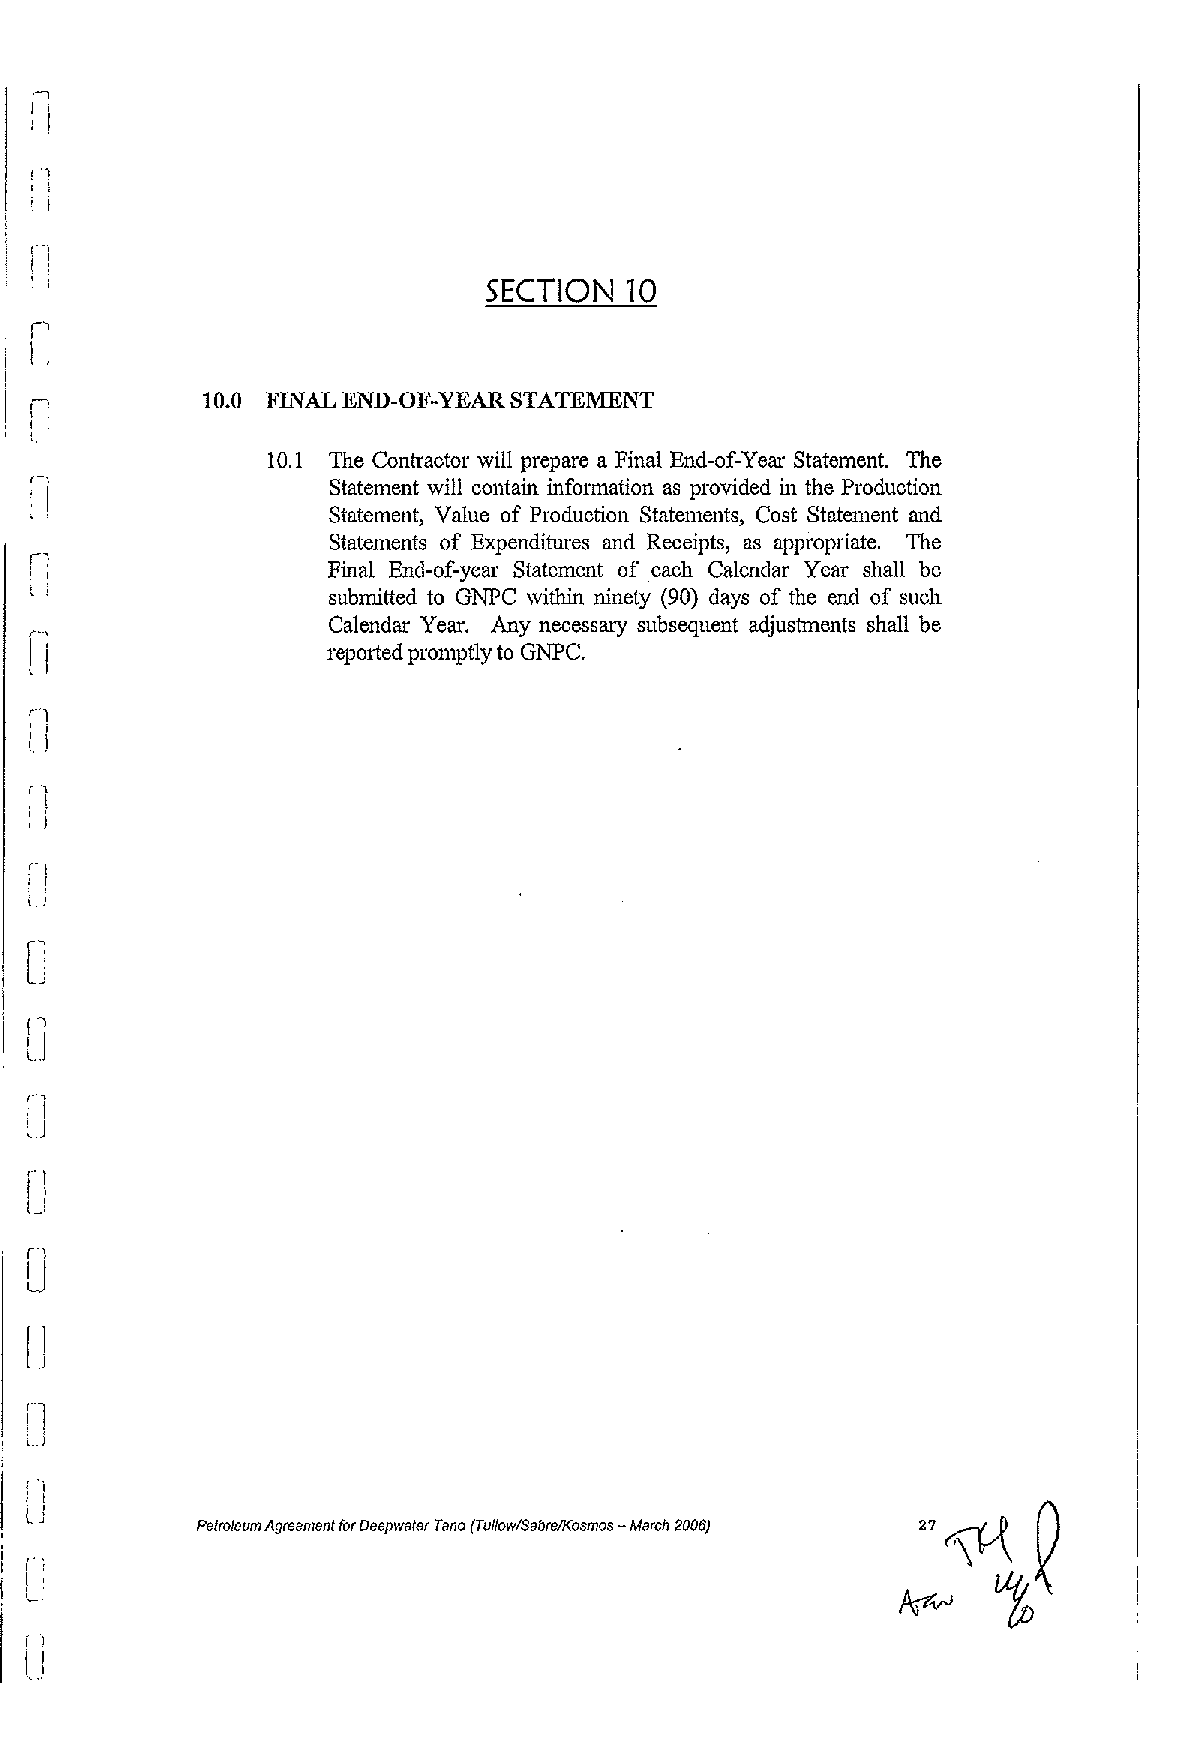 SECTION 10
10.0 FINAL END-OF-YEAR STATEMENT
10.1 The Contractor will prepare a Final End-of-Year Statement. The
Statement will contain information as provided in the Production
Statement, Value of Production Statements, Cost Statement and
Statements of Expenditures and Receipts, as appropriate. The
Final End-of-year Statement of each Calendar Year shall be
submitted to GNPC within ninety (90) days of the end of such
Calendar Year. Any necessary subsequent adjustments shall be
reported promptly to GNPC.
Petroleum Agreement for Deepwater Tano (Tullow/Sabre/Kosmos – March 2006) 27